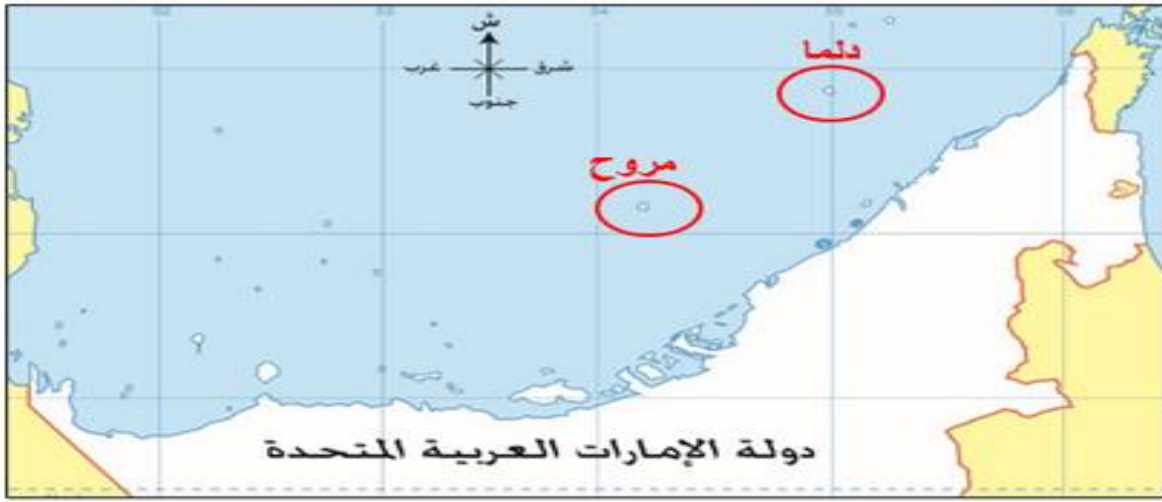 ش
دلما
شرق غرب
جنوب
مروح
دولة الإمارات العربية المتحدة